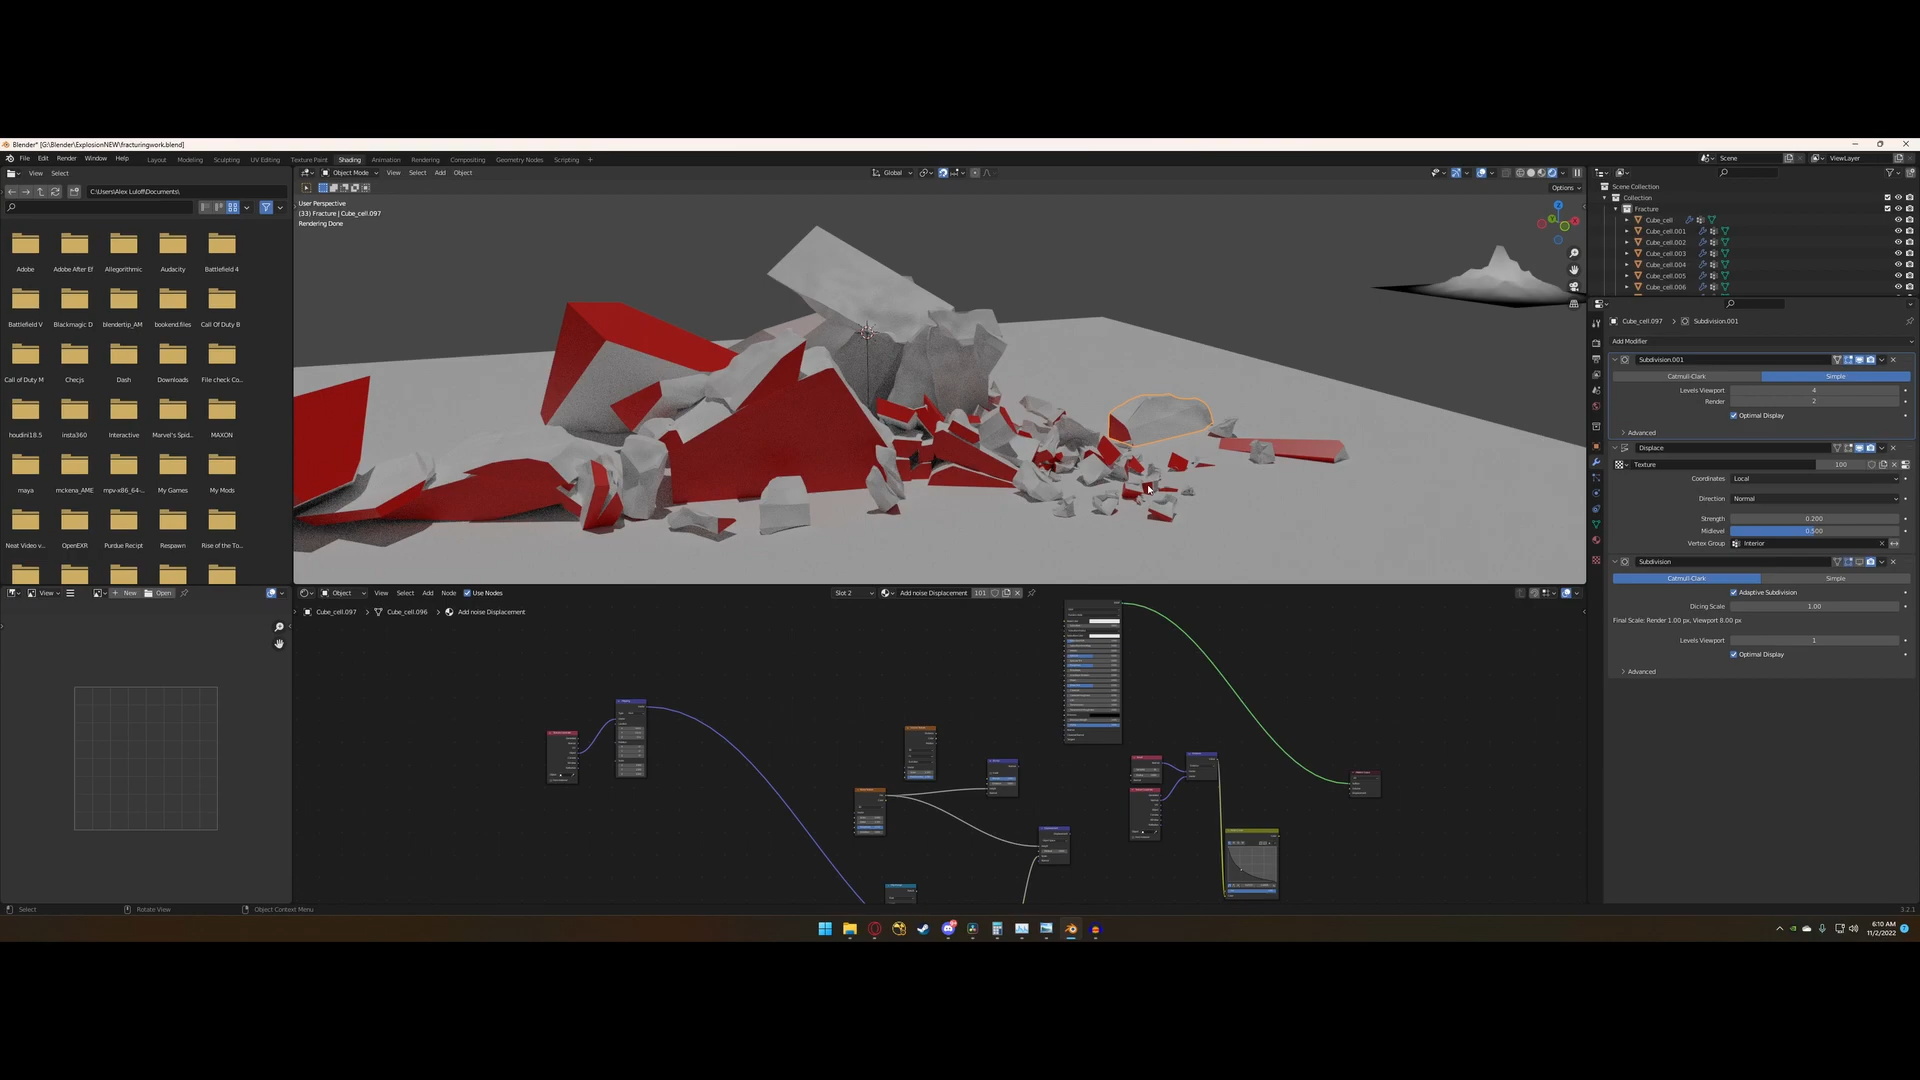 Blender* [G:\Blender\ExplosionNEW\fracturingwork.blend]
File Edit Render Window Help Layout Modeling Sculpting UV Editing Texture Paint Shading Animation Rendering Compositing Geometry Nodes Scripting + Scene ViewLayer
View Select Object Mode View Select Add Object Global
C:\Users\Alex Luloff\Documents\
Options
User Perspective
(33) Fracture | Cube_cell.097
Rendering Done
Adobe Adobe After Ef Allegorithmic Audacity Battlefield 4
Battlefield V Blackmagic D blendertip_AM bookend.files Call Of Duty B
Call of Duty M Checjs Dash Downloads File check Co...
houdini18.5 insta360 Interactive Marvel's Spid... MAXON
maya mckena_AME mpv-x86_64-... My Games My Mods
Neat Video v... OpenEXR Purdue Recipt Respawn Rise of the To...
Scene Collection
Collection
Fracture
Cube_cell
Cube_cell.001
Cube_cell.002
Cube_cell.003
Cube_cell.004
Cube_cell.005
Cube_cell.006
Cube_cell.097 > Subdivision.001
Add Modifier
Subdivision.001
Catmull-Clark Simple
Levels Viewport 4
Render 2
Optimal Display
> Advanced
Displace
Texture 100
Coordinates Local
Direction Normal
Strength 0.200
Midlevel 0.500
Vertex Group Interior
Subdivision
Catmull-Clark Simple
Adaptive Subdivision
Dicing Scale 1.00
Final Scale: Render 1.00 px, Viewport 8.00 px
Levels Viewport 1
Optimal Display
> Advanced
View + New Open Object View Select Add Node Use Nodes Slot 2 Add noise Displacement 101
Cube_cell.097 > Cube_cell.096 > Add noise Displacement
Select Rotate View Object Context Menu 3.2.1
6:10 AM
11/2/2022